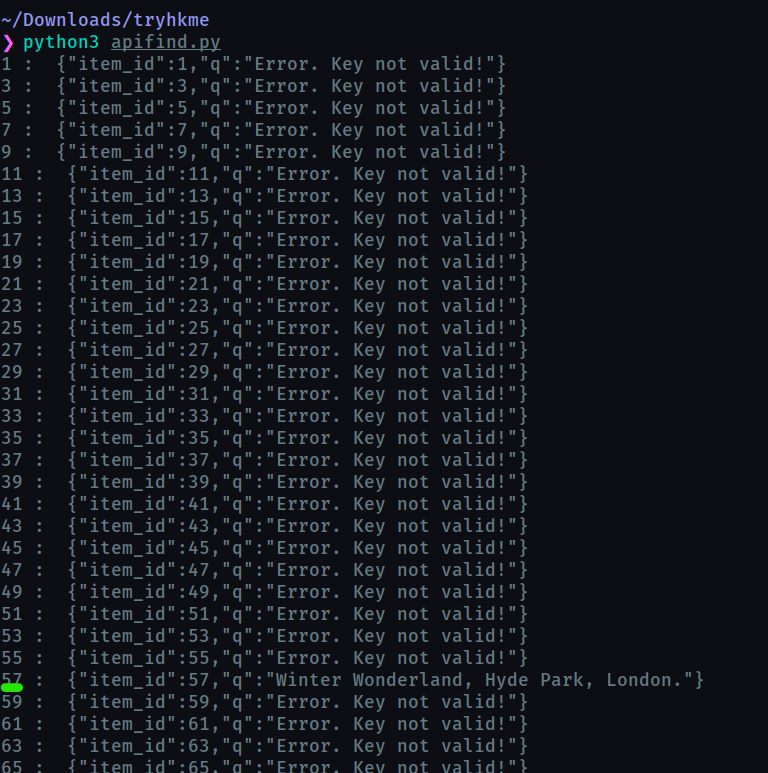 ~/Downloads/tryhkme
❯ python3 apifind.py
1 :  {"item_id":1,"q":"Error. Key not valid!"}
3 :  {"item_id":3,"q":"Error. Key not valid!"}
5 :  {"item_id":5,"q":"Error. Key not valid!"}
7 :  {"item_id":7,"q":"Error. Key not valid!"}
9 :  {"item_id":9,"q":"Error. Key not valid!"}
11 :  {"item_id":11,"q":"Error. Key not valid!"}
13 :  {"item_id":13,"q":"Error. Key not valid!"}
15 :  {"item_id":15,"q":"Error. Key not valid!"}
17 :  {"item_id":17,"q":"Error. Key not valid!"}
19 :  {"item_id":19,"q":"Error. Key not valid!"}
21 :  {"item_id":21,"q":"Error. Key not valid!"}
23 :  {"item_id":23,"q":"Error. Key not valid!"}
25 :  {"item_id":25,"q":"Error. Key not valid!"}
27 :  {"item_id":27,"q":"Error. Key not valid!"}
29 :  {"item_id":29,"q":"Error. Key not valid!"}
31 :  {"item_id":31,"q":"Error. Key not valid!"}
33 :  {"item_id":33,"q":"Error. Key not valid!"}
35 :  {"item_id":35,"q":"Error. Key not valid!"}
37 :  {"item_id":37,"q":"Error. Key not valid!"}
39 :  {"item_id":39,"q":"Error. Key not valid!"}
41 :  {"item_id":41,"q":"Error. Key not valid!"}
43 :  {"item_id":43,"q":"Error. Key not valid!"}
45 :  {"item_id":45,"q":"Error. Key not valid!"}
47 :  {"item_id":47,"q":"Error. Key not valid!"}
49 :  {"item_id":49,"q":"Error. Key not valid!"}
51 :  {"item_id":51,"q":"Error. Key not valid!"}
53 :  {"item_id":53,"q":"Error. Key not valid!"}
55 :  {"item_id":55,"q":"Error. Key not valid!"}
57 :  {"item_id":57,"q":"Winter Wonderland, Hyde Park, London."}
59 :  {"item_id":59,"q":"Error. Key not valid!"}
61 :  {"item_id":61,"q":"Error. Key not valid!"}
63 :  {"item_id":63,"q":"Error. Key not valid!"}
65 :  {"item_id":65,"q":"Error. Key not valid!"}